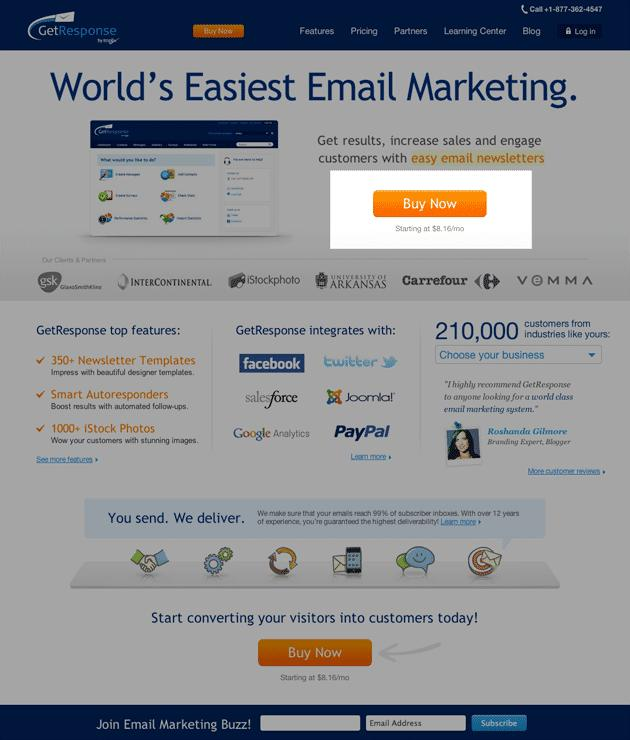 Call +1-877-362-4547
GetResponse
Buy Now
Features Pricing Partners Learning Center Blog Log in
World's Easiest Email Marketing.
GetResponse
What would you like to do?
Get results, increase sales and engage
customers with easy email newsletters
Buy Now
Starting at $8.16/mo
Our Clients & Partners
gsk GlaxoSmithKline
INTERCONTINENTAL
iStockphoto
UNIVERSITY OF
ARKANSAS
Carrefour
VEMMA
GetResponse top features:
350+ Newsletter Templates
Impress with beautiful designer templates.
Smart Autoresponders
Boost results with automated follow-ups.
1000+ iStock Photos
Wow your customers with stunning images.
See more features
GetResponse integrates with:
facebook twitter
salesforce Joomla!
Google Analytics PayPal
Learn more
210,000 customers from
industries like yours:
Choose your business
"I highly recommend GetResponse
to anyone looking for a world class
email marketing system."
Roshanda Gilmore
Branding Expert, Blogger
More customer reviews
You send. We deliver.
We make sure that your emails reach 99% of subscriber inboxes. With over 12 years
of experience, you're guaranteed the highest deliverability! Learn more
Start converting your visitors into customers today!
Buy Now
Starting at $8.16/mo
Join Email Marketing Buzz! Email Address Subscribe